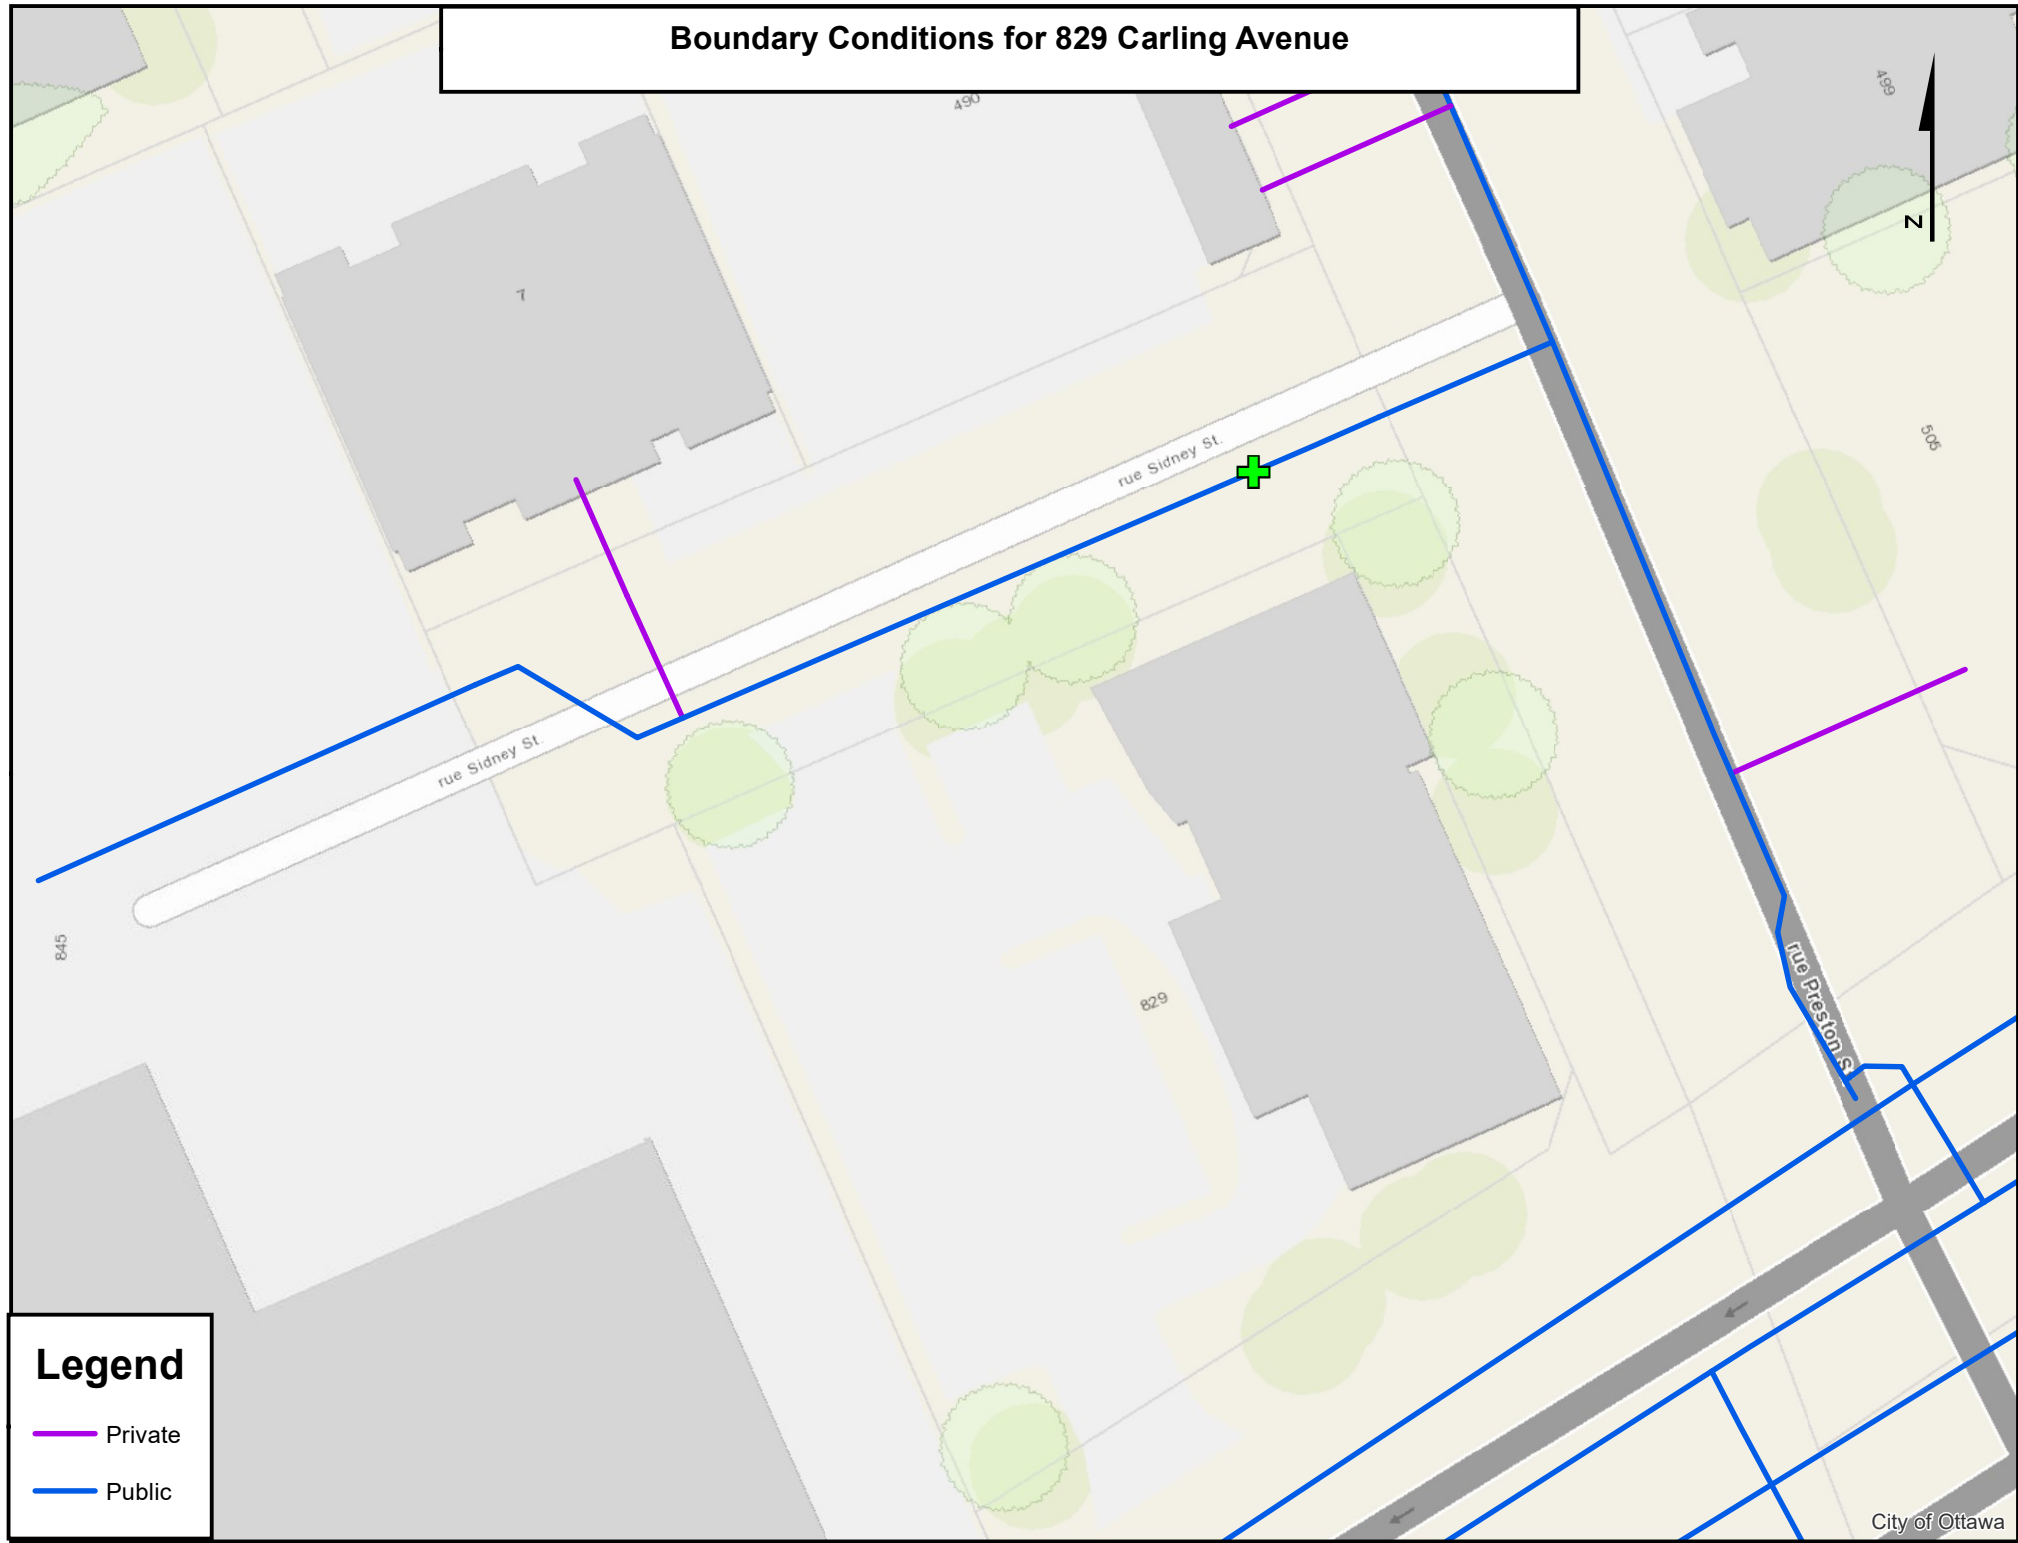 Boundary Conditions for 829 Carling Avenue
490
499
N
7
505
rue Sidney St.
rue Sidney St.
845
829
rue Preston St
Legend
Private
Public
City of Ottawa